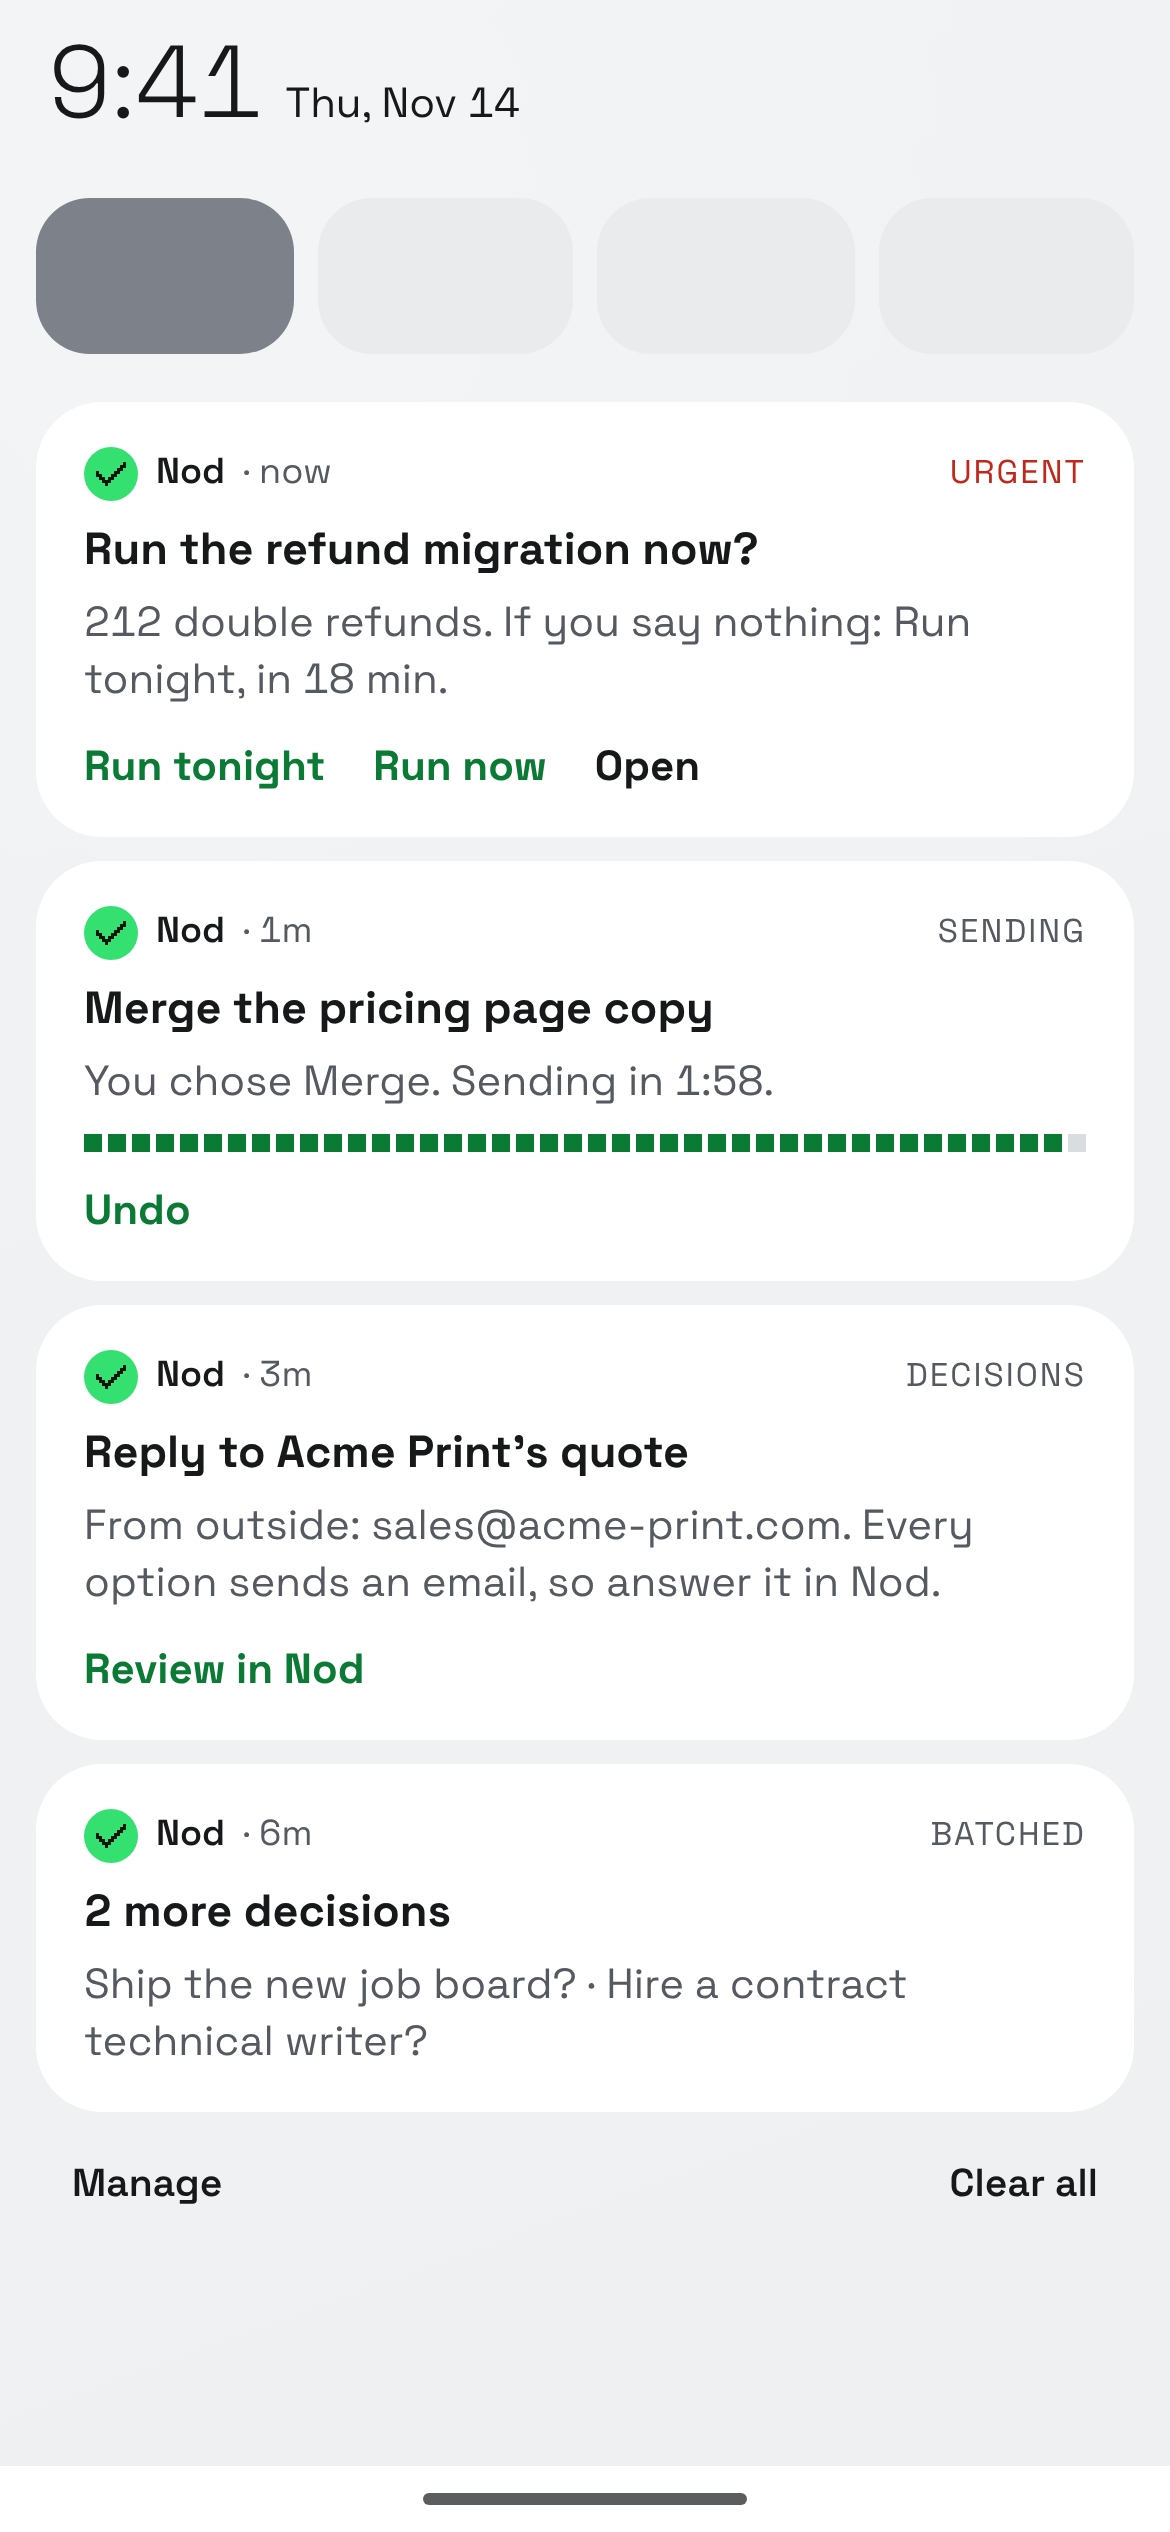 9:41 Thu, Nov 14
Nod · now URGENT
Run the refund migration now?
212 double refunds. If you say nothing: Run
tonight, in 18 min.
Run tonight Run now Open
Nod · 1m SENDING
Merge the pricing page copy
You chose Merge. Sending in 1:58.
Undo
Nod · 3m DECISIONS
Reply to Acme Print’s quote
From outside: sales@acme-print.com. Every
option sends an email, so answer it in Nod.
Review in Nod
Nod · 6m BATCHED
2 more decisions
Ship the new job board? · Hire a contract
technical writer?
Manage Clear all